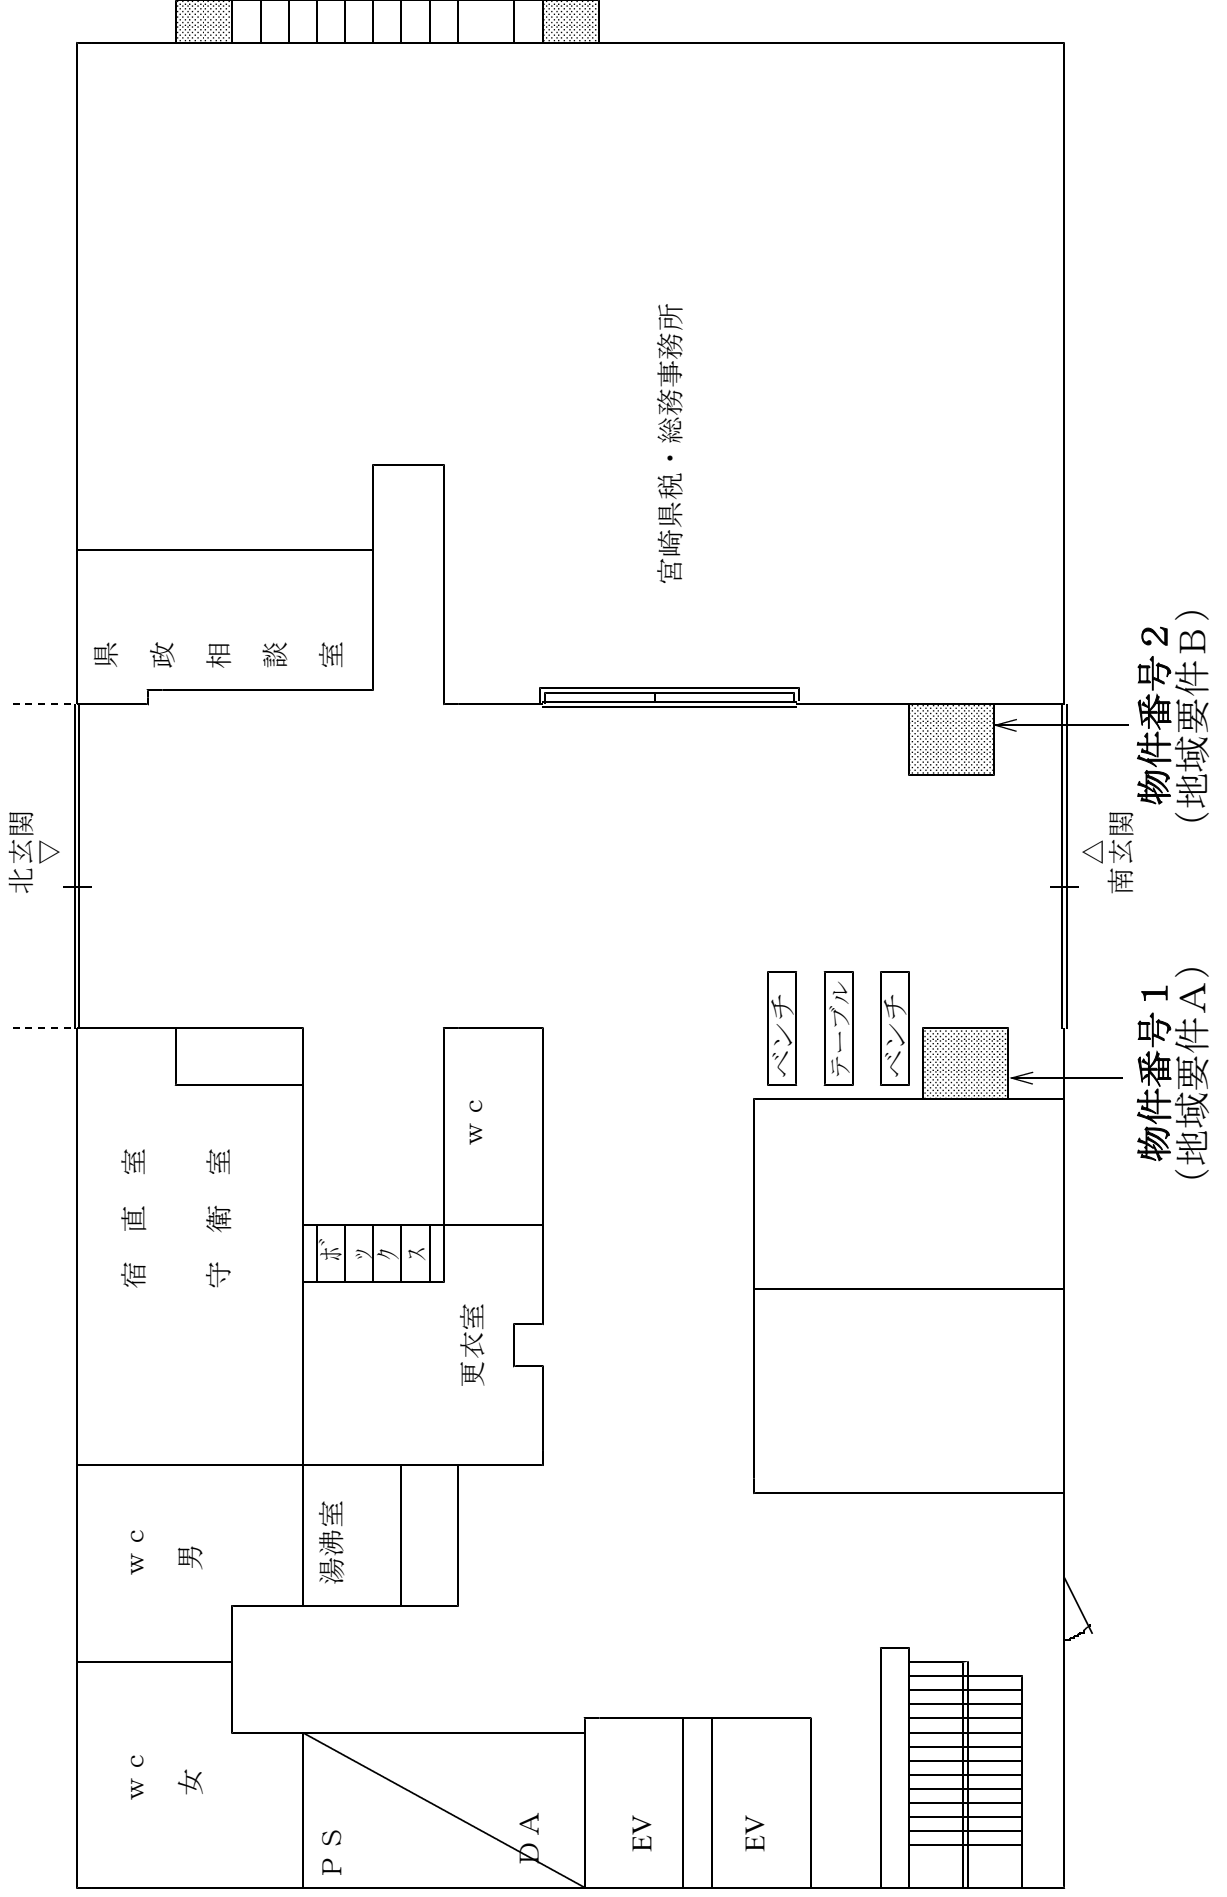 北玄関
▽
県政相談室
宮崎県税・総務事務所
宿直室
守衛室
ボックス
wc
更衣室
wc
男
湯沸室
wc
女
PS
DA
EV
EV
ベンチ
テーブル
ベンチ
△
南玄関
物件番号1
(地域要件A)
物件番号2
(地域要件B)